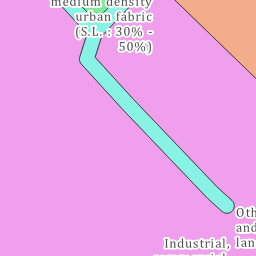 medium density
urban fabric
(S.L. : 30% -
50%)
Oth
and
Industrial, lan